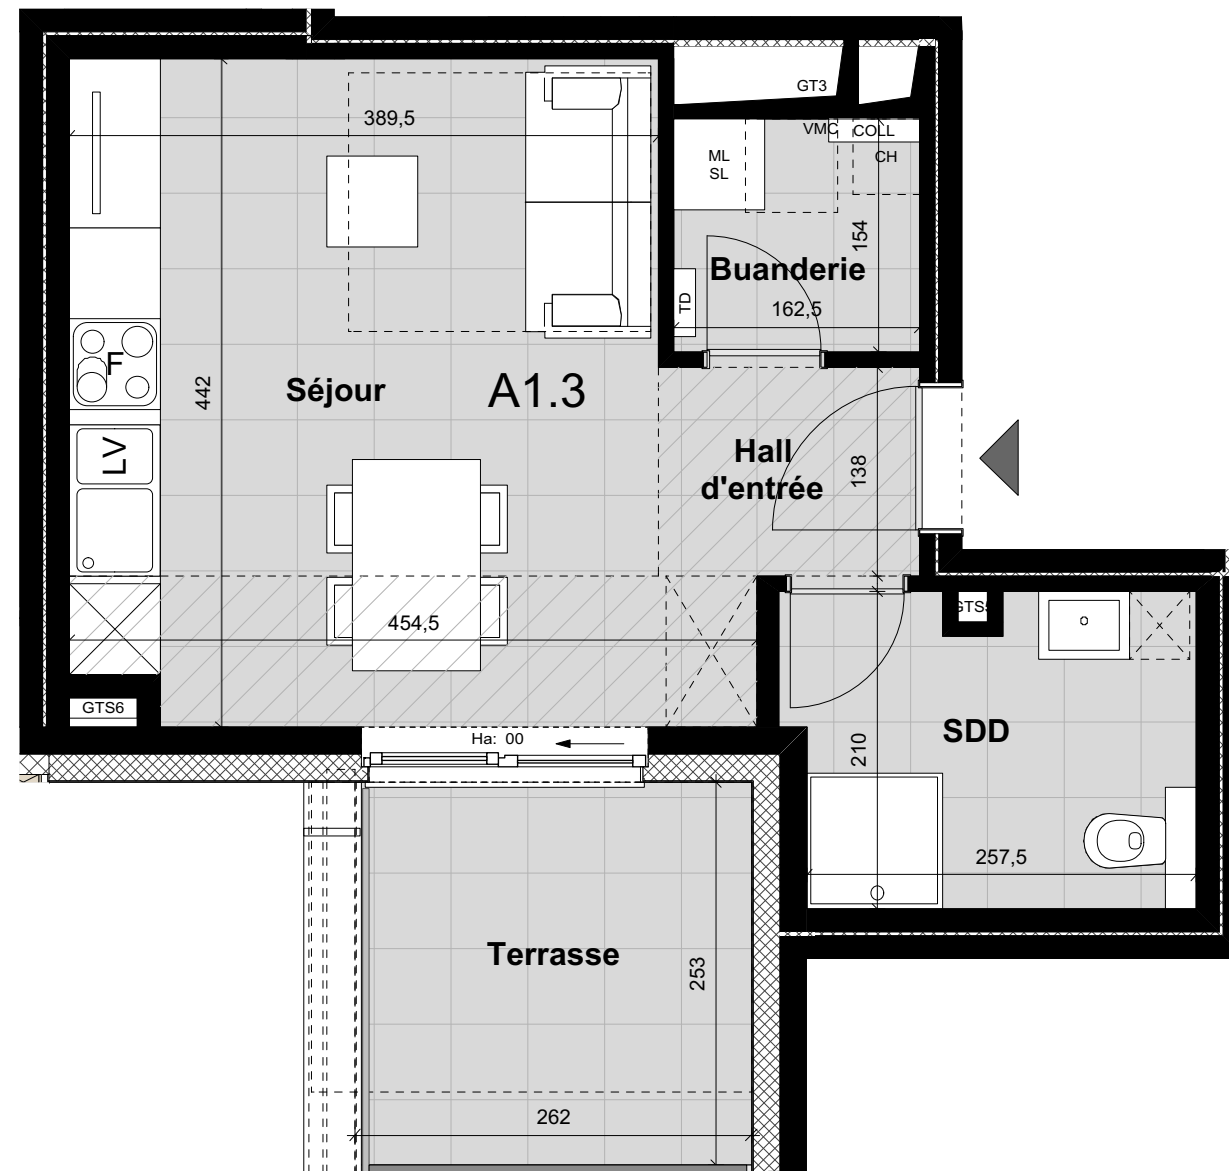 GT3
389,5
VMC
COLL
ML
SL
CH
154
Buanderie
TD
162,5
F
442
Séjour
A1.3
Hall
d'entrée
LV
138
454,5
GTS6
Ha: 00
SDD
210
257,5
Terrasse
253
262